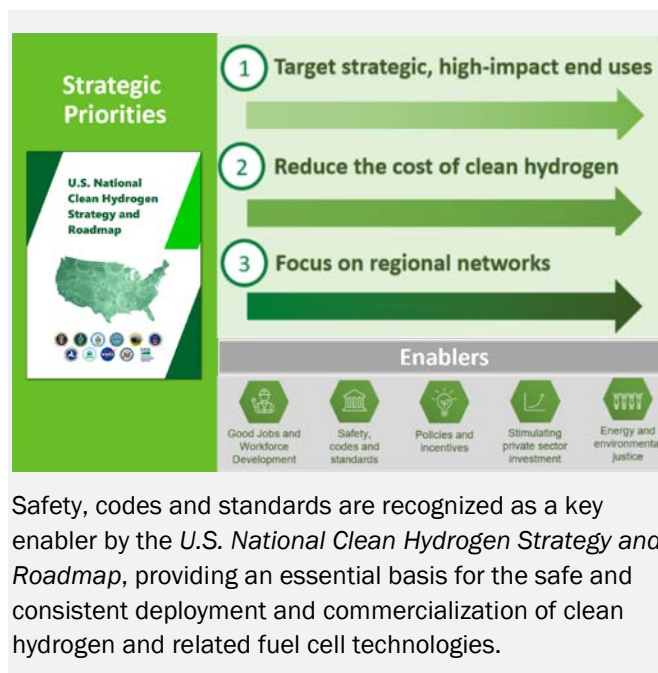 Strategic
Priorities
U.S. National
Clean Hydrogen
Strategy and
Roadmap
1 Target strategic, high-impact end uses
2 Reduce the cost of clean hydrogen
3 Focus on regional networks
Enablers
Good Jobs and
Workforce
Development
Safety,
codes and
standards
Policies and
incentives
Stimulating
private sector
investment
Energy and
environmental
justice
Safety, codes and standards are recognized as a key
enabler by the U.S. National Clean Hydrogen Strategy and
Roadmap, providing an essential basis for the safe and
consistent deployment and commercialization of clean
hydrogen and related fuel cell technologies.